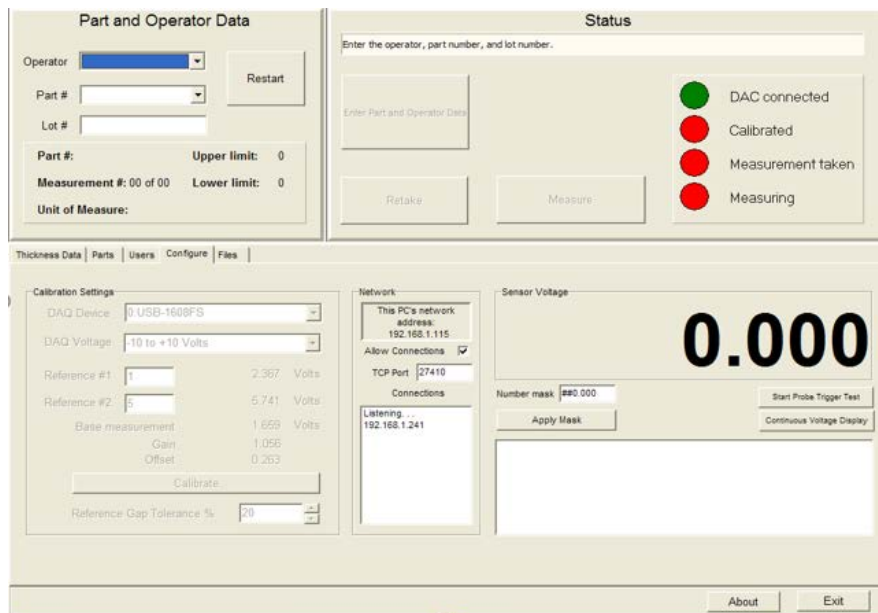 Part and Operator Data
Operator
Restart
Part #
Lot #
Part #:
Upper limit: 0
Measurement #: 00 of 00
Lower limit: 0
Unit of Measure:
Status
Enter the operator, part number, and lot number.
Enter Part and Operator Data
Retake
Measure
DAC connected
Calibrated
Measurement taken
Measuring
Thickness Data
Parts
Users
Configure
Files
Calibration Settings
DAQ Device 0:USB-1608FS
DAQ Voltage -10 to +10 Volts
Reference #1 1 2.367 Volts
Reference #2 5 5.741 Volts
Base measurement 1.659 Volts
Gain 1.056
Offset 0.263
Calibrate...
Reference Gap Tolerance % 20
Network
This PC's network
address:
192.168.1.115
Allow Connections
TCP Port 27410
Connections
Listening. . .
192.168.1.241
Sensor Voltage
0.000
Number mask ##0.000
Apply Mask
Start Probe Trigger Test
Continuous Voltage Display
About
Exit